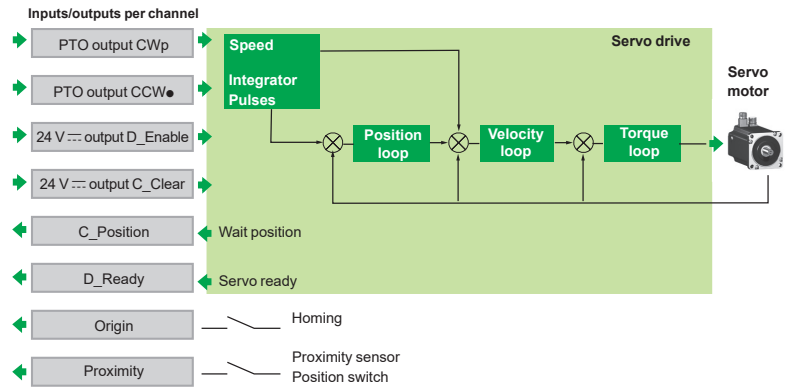 Inputs/outputs per channel
PTO output CWp
PTO output CCW●
24 V ⎓ output D_Enable
24 V ⎓ output C_Clear
C_Position
D_Ready
Origin
Proximity
Speed
Integrator
Pulses
Servo drive
Position
loop
Velocity
loop
Torque
loop
Servo
motor
Wait position
Servo ready
Homing
Proximity sensor
Position switch